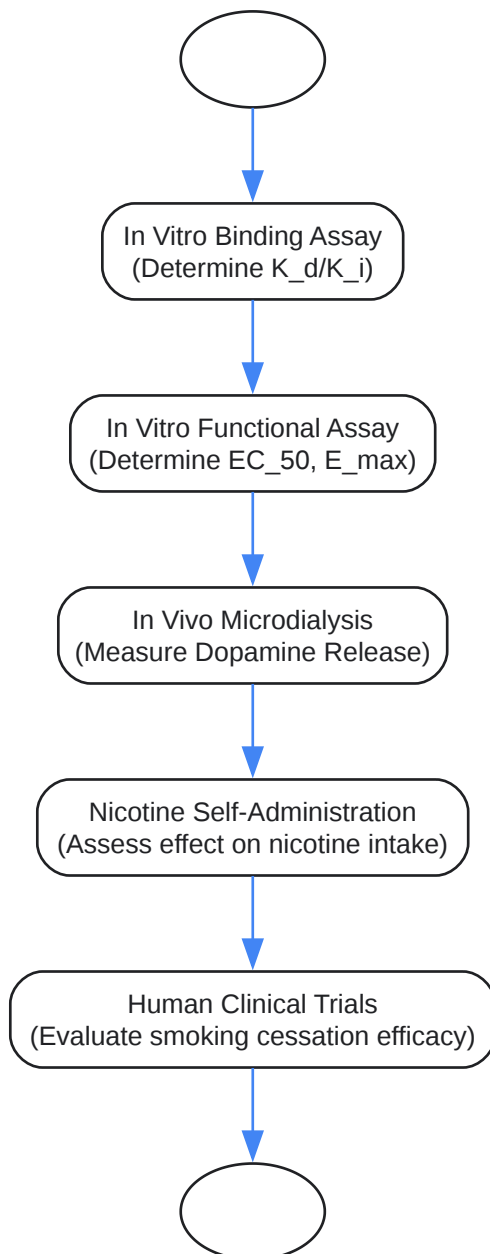 In Vitro Binding Assay
(Determine K_d/K_i)
In Vitro Functional Assay
(Determine EC_50, E_max)
In Vivo Microdialysis
(Measure Dopamine Release)
Nicotine Self-Administration
(Assess effect on nicotine intake)
Human Clinical Trials
(Evaluate smoking cessation efficacy)